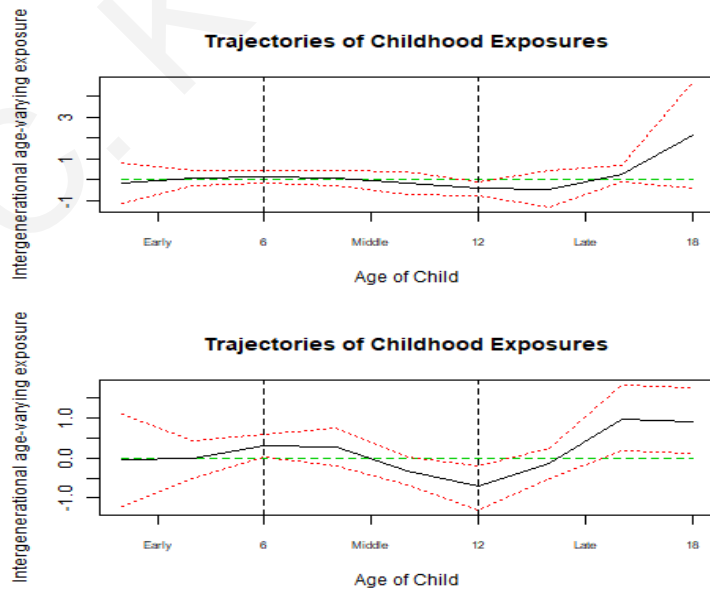 Trajectories of Childhood Exposures
Intergenerational age-varying exposure
3
1
-1
Early 6 Middle 12 Late 18
Age of Child
Trajectories of Childhood Exposures
Intergenerational age-varying exposure
1.0
0.0
-1.0
Early 6 Middle 12 Late 18
Age of Child